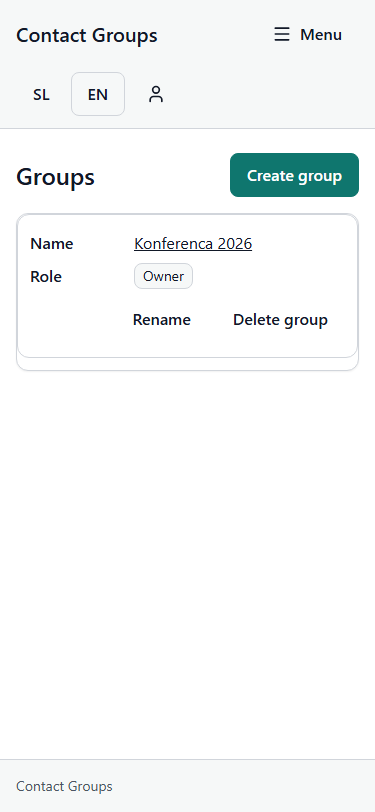 Contact Groups
Menu
SL
EN
Groups
Create group
Name Konferenca 2026
Role Owner
Rename Delete group
Contact Groups